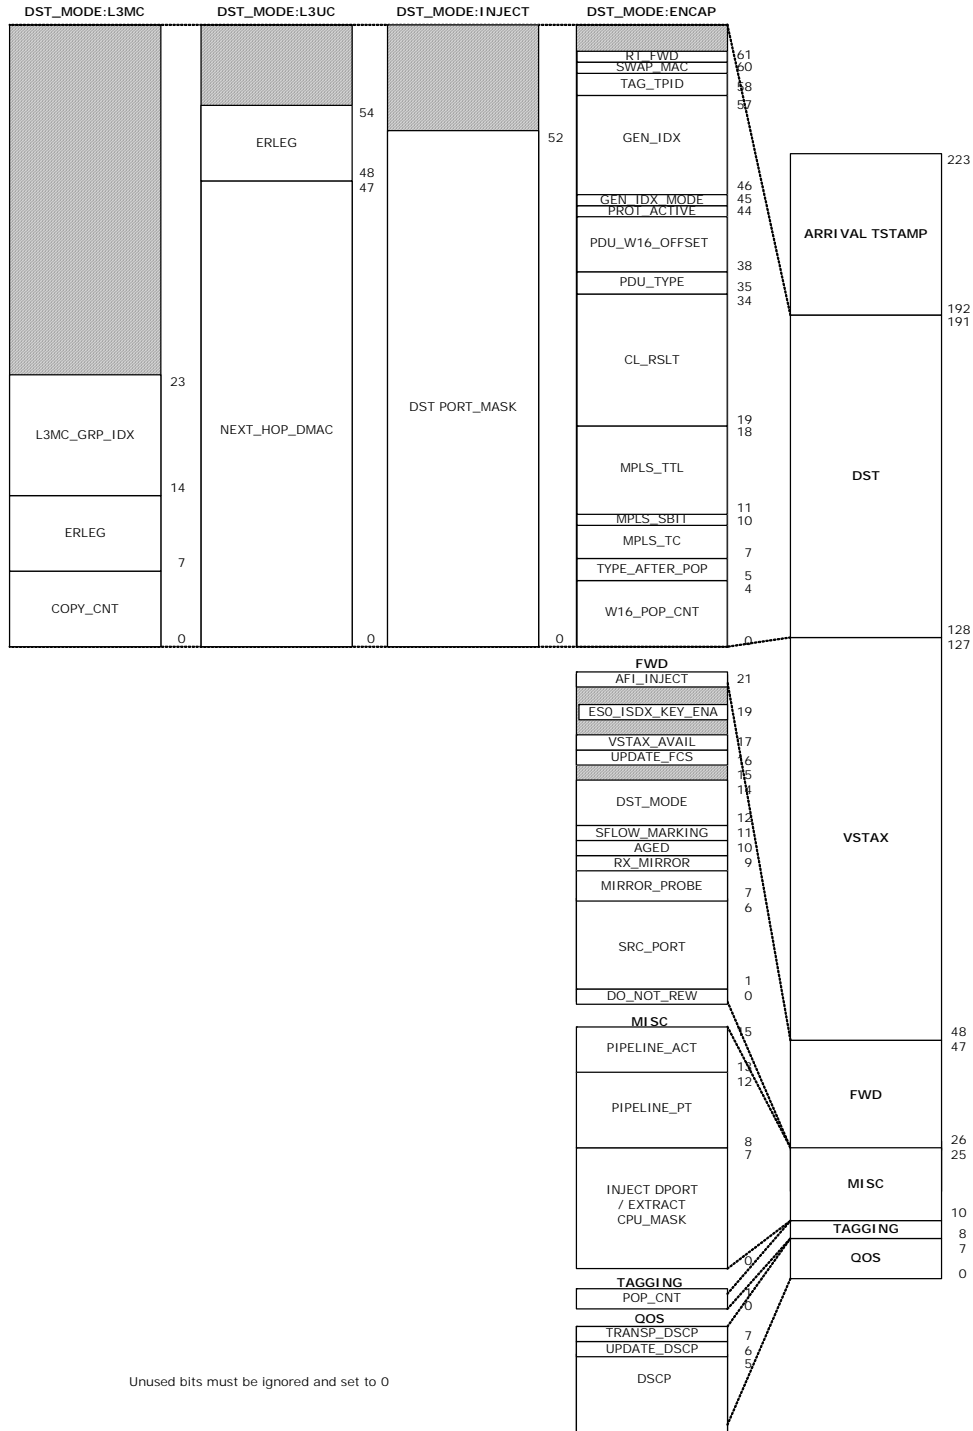 DST_MODE:L3MC
DST_MODE:L3UC
DST_MODE:INJECT
DST_MODE:ENCAP
23
L3MC_GRP_IDX
14
ERLEG
7
COPY_CNT
0
54
ERLEG
48
47
NEXT_HOP_DMAC
0
52
DST PORT_MASK
0
RT_FWD
61
SWAP_MAC
60
TAG_TPID
58
57
GEN_IDX
46
GEN_IDX_MODE
45
PROT_ACTIVE
44
PDU_W16_OFFSET
38
PDU_TYPE
35
34
CL_RSLT
19
18
MPLS_TTL
11
MPLS_SBIT
10
MPLS_TC
7
TYPE_AFTER_POP
5
4
W16_POP_CNT
0
FWD
AFI_INJECT
21
ES0_ISDX_KEY_ENA
19
VSTAX_AVAIL
17
UPDATE_FCS
16
15
14
DST_MODE
12
SFLOW_MARKING
11
AGED
10
RX_MIRROR
9
MIRROR_PROBE
7
6
SRC_PORT
1
DO_NOT_REW
0
MISC
15
PIPELINE_ACT
13
12
PIPELINE_PT
8
7
INJECT DPORT
/ EXTRACT
CPU_MASK
0
TAGGING
1
POP_CNT
0
QOS
TRANSP_DSCP
7
UPDATE_DSCP
6
5
DSCP
223
ARRIVAL TSTAMP
192
191
DST
128
127
VSTAX
48
47
FWD
26
25
MISC
10
TAGGING
8
7
QOS
0
Unused bits must be ignored and set to 0